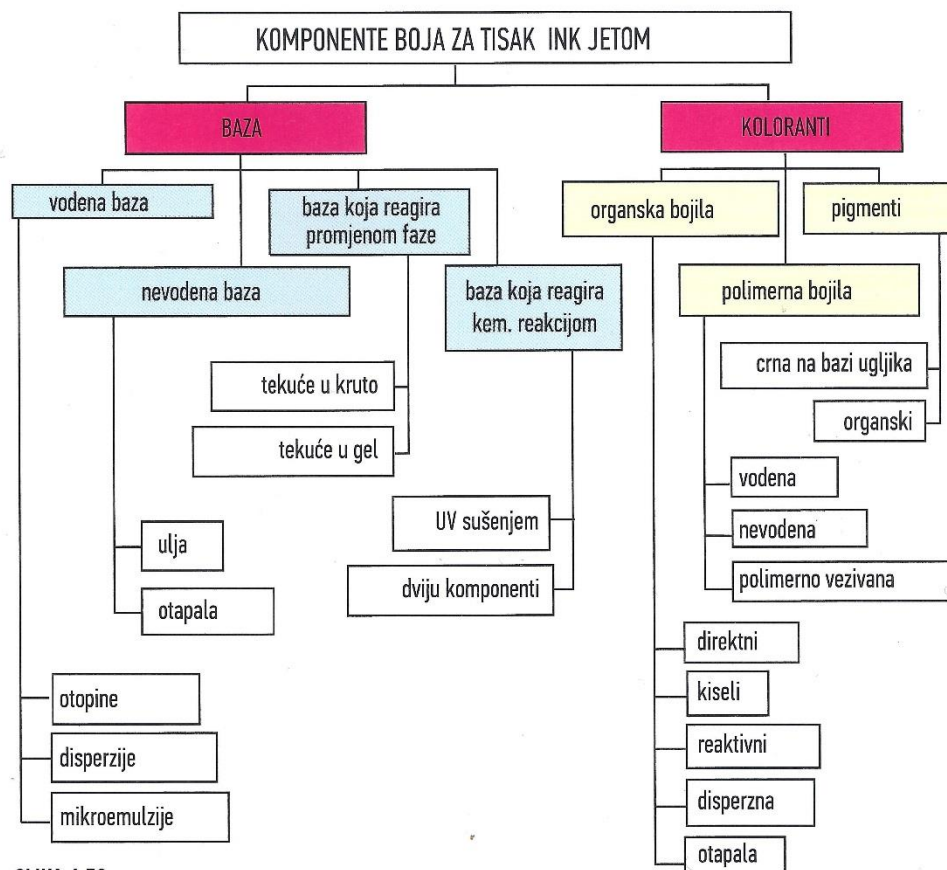 KOMPONENTE BOJA ZA TISAK INK JETOM
BAZA
KOLORANTI
vodena baza
baza koja reagira
promjenom faze
organska bojila
pigmenti
nevodena baza
baza koja reagira
kem. reakcijom
polimerna bojila
tekuće u kruto
tekuće u gel
crna na bazi ugljika
organski
vodena
nevodena
polimerno vezivana
UV sušenjem
dviju komponenti
ulja
otapala
direktni
kiseli
reaktivni
disperzna
otapala
otopine
disperzije
mikroemulzije